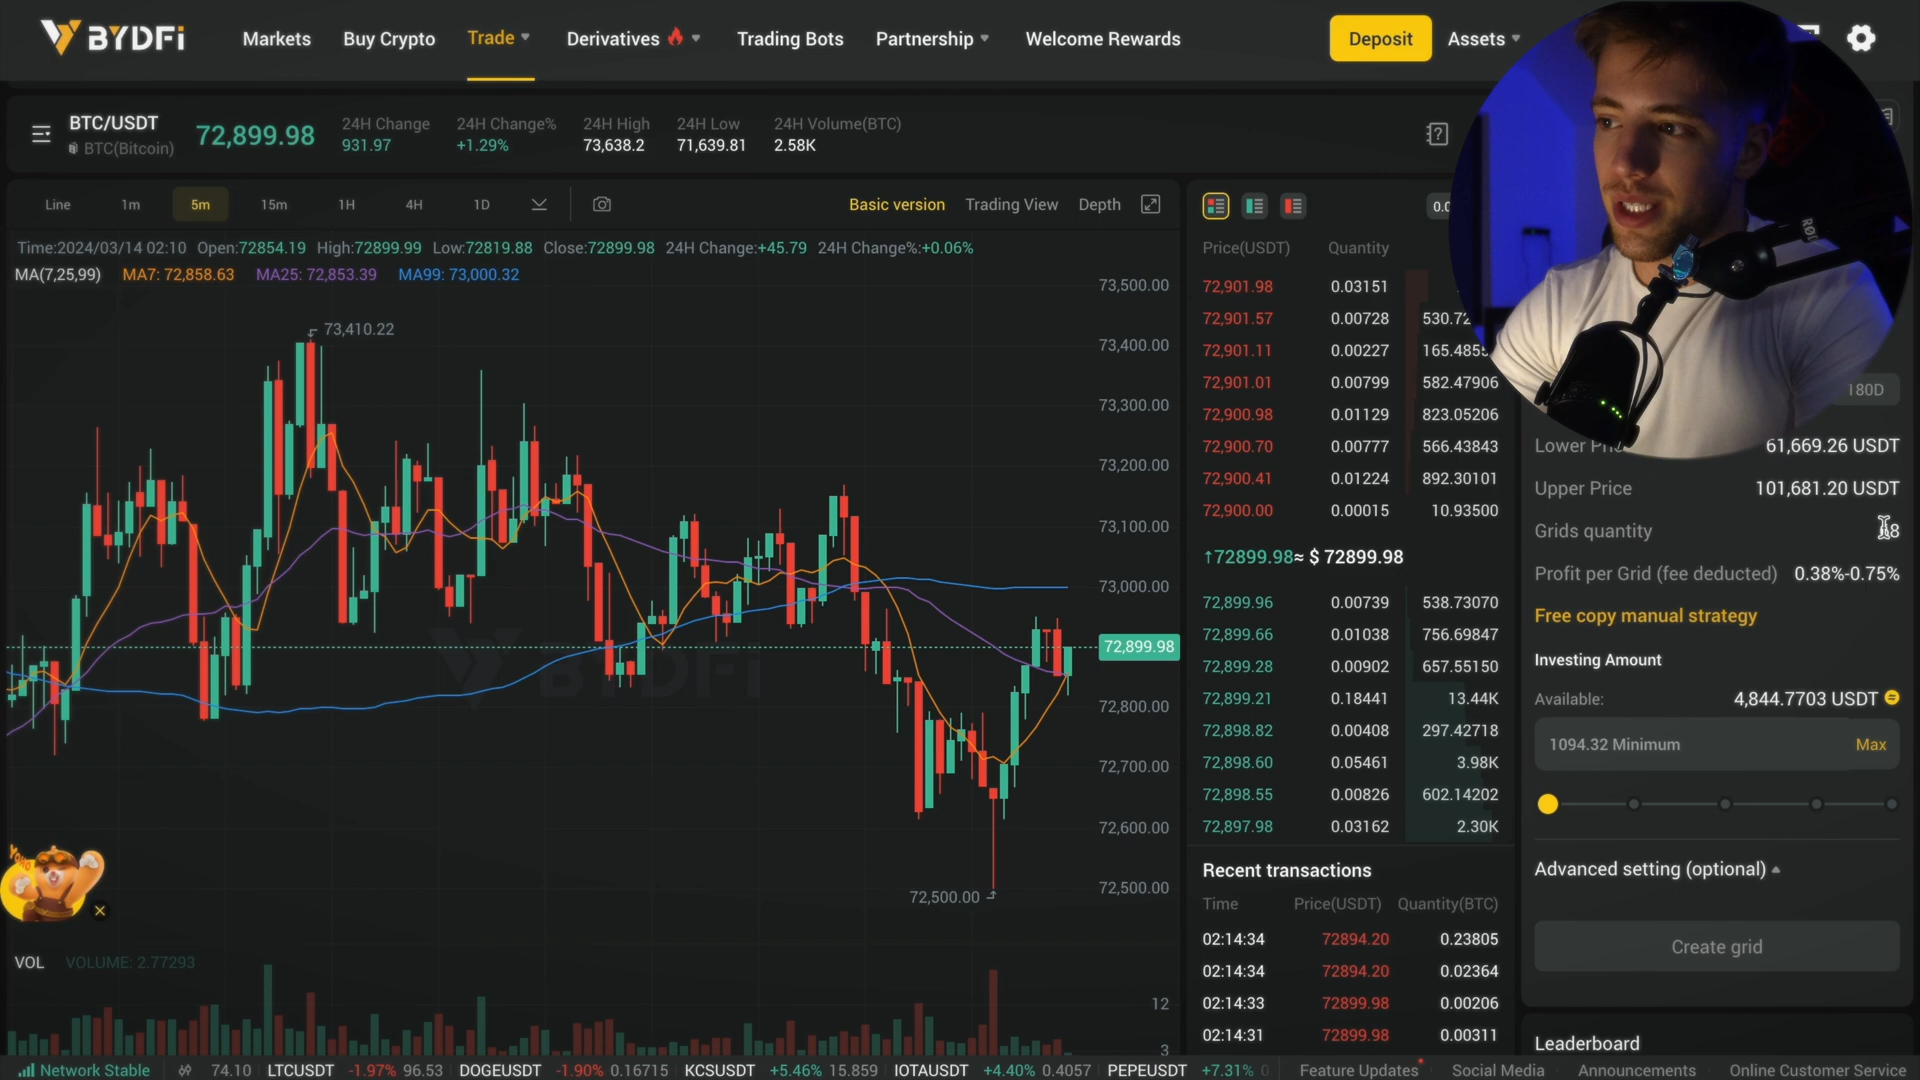 BYDFi Markets Buy Crypto Trade Derivatives Trading Bots Partnership Welcome Rewards Deposit Assets
BTC/USDT
BTC(Bitcoin)
72,899.98
24H Change
931.97
24H Change%
+1.29%
24H High
73,638.2
24H Low
71,639.81
24H Volume(BTC)
2.58K
Line 1m 5m 15m 1H 4H 1D Basic version Trading View Depth
Time:2024/03/14 02:10 Open:72854.19 High:72899.99 Low:72819.88 Close:72899.98 24H Change:+45.79 24H Change%:+0.06%
MA(7,25,99) MA7: 72,858.63 MA25: 72,853.39 MA99: 73,000.32
73,410.22
72,500.00
BYDFi
73,500.00
73,400.00
73,300.00
73,200.00
73,100.00
73,000.00
72,899.98
72,800.00
72,700.00
72,600.00
72,500.00
VOL VOLUME: 2.77293
12
3
Price(USDT) Quantity
72,901.98 0.03151
72,901.57 0.00728 530.72
72,901.11 0.00227 165.485
72,901.01 0.00799 582.47906
72,900.98 0.01129 823.05206
72,900.70 0.00777 566.43843
72,900.41 0.01224 892.30101
72,900.00 0.00015 10.93500
↑72899.98≈ $ 72899.98
72,899.96 0.00739 538.73070
72,899.66 0.01038 756.69847
72,899.28 0.00902 657.55150
72,899.21 0.18441 13.44K
72,898.82 0.00408 297.42718
72,898.60 0.05461 3.98K
72,898.55 0.00826 602.14202
72,897.98 0.03162 2.30K
Recent transactions
Time Price(USDT) Quantity(BTC)
02:14:34 72894.20 0.23805
02:14:34 72894.20 0.02364
02:14:33 72899.98 0.00206
02:14:31 72899.98 0.00311
RØD
180D
Lower Pri 61,669.26 USDT
Upper Price 101,681.20 USDT
Grids quantity
Profit per Grid (fee deducted) 0.38%-0.75%
Free copy manual strategy
Investing Amount
Available: 4,844.7703 USDT
1094.32 Minimum Max
Advanced setting (optional)
Create grid
Leaderboard
Network Stable 74.10 LTCUSDT -1.97% 96.53 DOGEUSDT -1.90% 0.16715 KCSUSDT +5.46% 15.859 IOTAUSDT +4.40% 0.4057 PEPEUSDT +7.31% 0 Feature Updates Social Media Announcements Online Customer Service